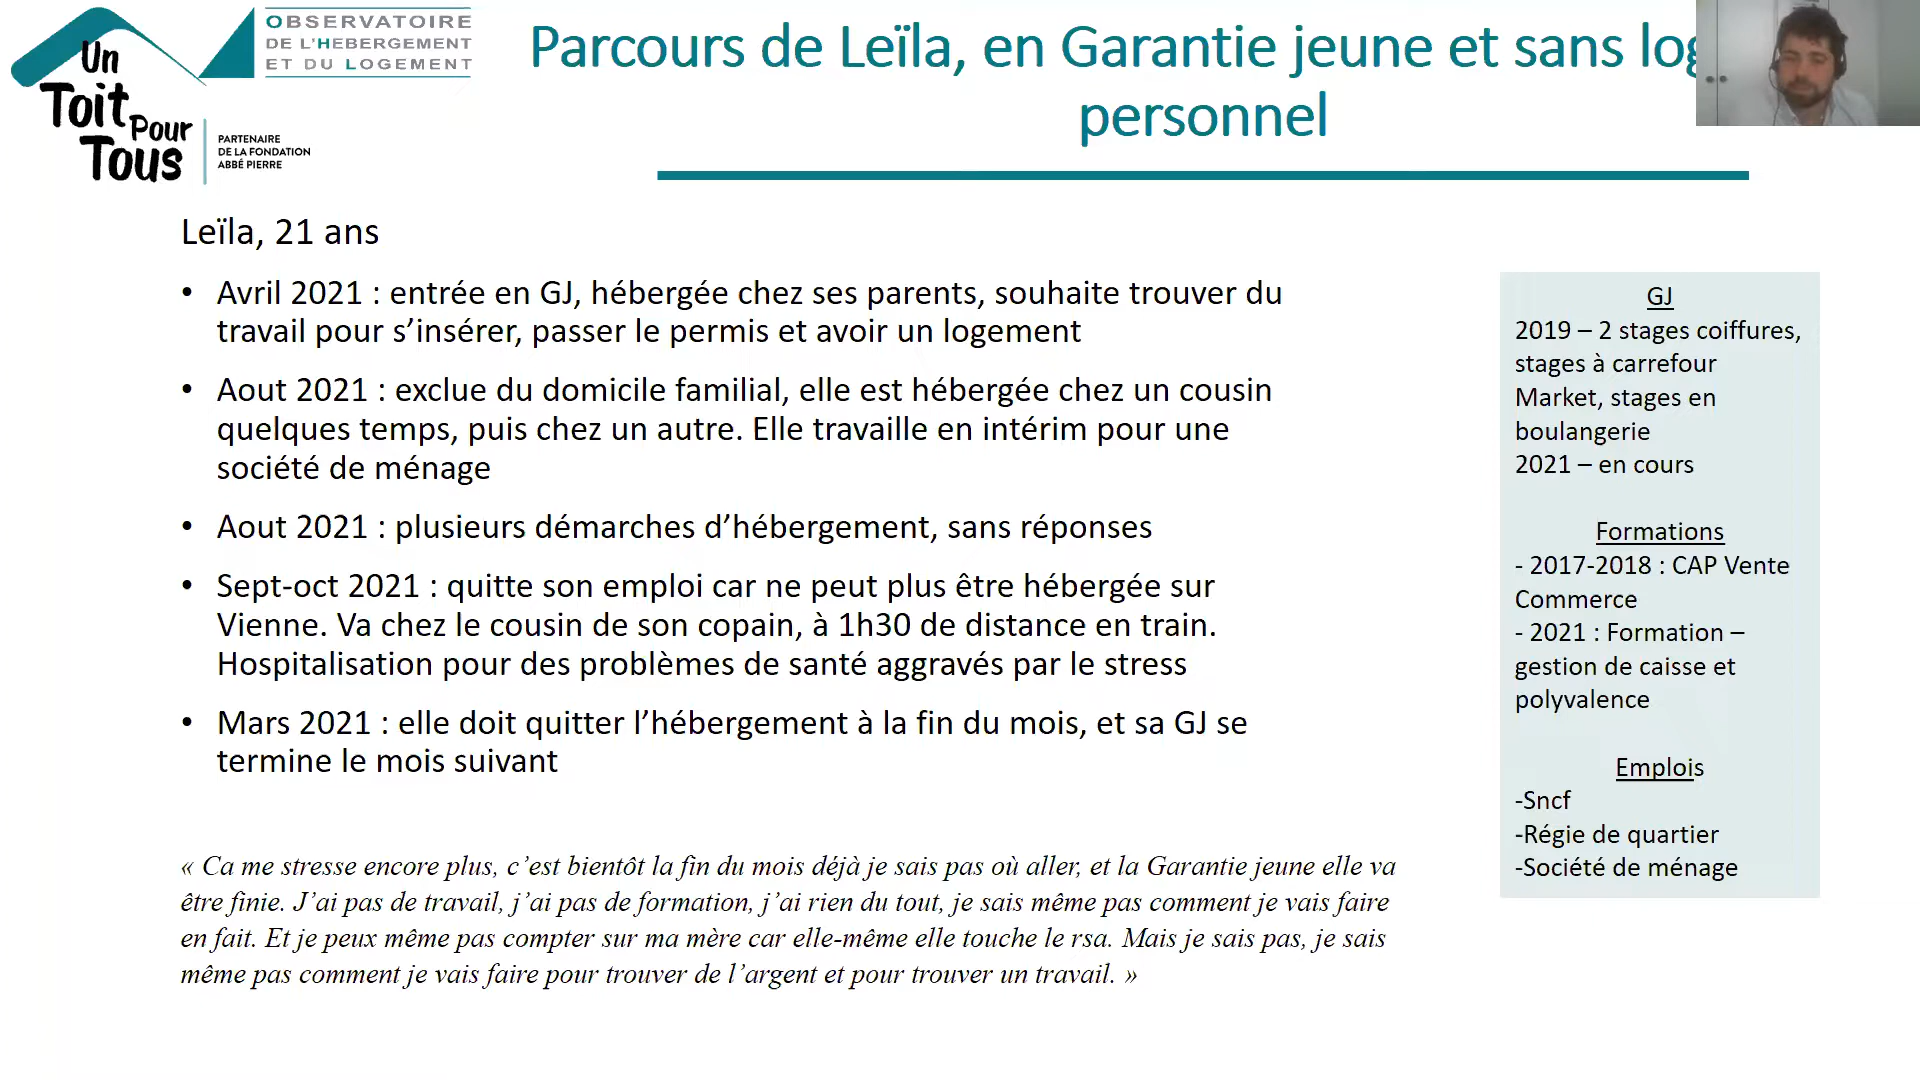 Un
Toit Pour
Tous
OBSERVATOIRE
DE L'HEBERGEMENT
ET DU LOGEMENT
PARTENAIRE
DE LA FONDATION
ABBÉ PIERRE
Parcours de Leïla, en Garantie jeune et sans log
personnel
Leïla, 21 ans
• Avril 2021 : entrée en GJ, hébergée chez ses parents, souhaite trouver du
travail pour s’insérer, passer le permis et avoir un logement
• Aout 2021 : exclue du domicile familial, elle est hébergée chez un cousin
quelques temps, puis chez un autre. Elle travaille en intérim pour une
société de ménage
• Aout 2021 : plusieurs démarches d’hébergement, sans réponses
• Sept-oct 2021 : quitte son emploi car ne peut plus être hébergée sur
Vienne. Va chez le cousin de son copain, à 1h30 de distance en train.
Hospitalisation pour des problèmes de santé aggravés par le stress
• Mars 2021 : elle doit quitter l’hébergement à la fin du mois, et sa GJ se
termine le mois suivant
« Ca me stresse encore plus, c’est bientôt la fin du mois déjà je sais pas où aller, et la Garantie jeune elle va
être finie. J’ai pas de travail, j’ai pas de formation, j’ai rien du tout, je sais même pas comment je vais faire
en fait. Et je peux même pas compter sur ma mère car elle-même elle touche le rsa. Mais je sais pas, je sais
même pas comment je vais faire pour trouver de l’argent et pour trouver un travail. »
GJ
2019 – 2 stages coiffures,
stages à carrefour
Market, stages en
boulangerie
2021 – en cours
Formations
- 2017-2018 : CAP Vente
Commerce
- 2021 : Formation –
gestion de caisse et
polyvalence
Emplois
-Sncf
-Régie de quartier
-Société de ménage